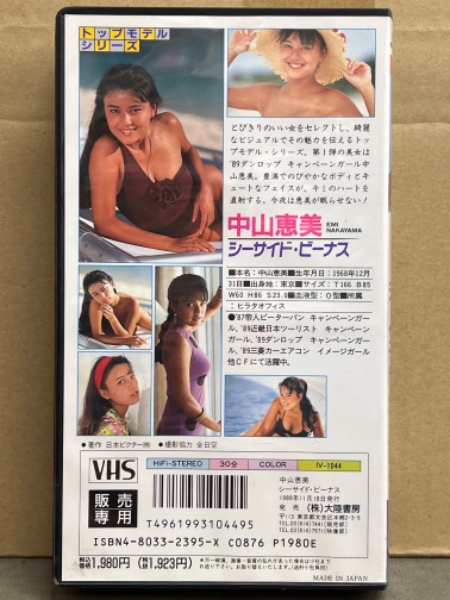 トップモデル
シリーズ
とびきりのいい女をセレクトし、綺麗
なビジュアルでその魅力を伝えるトッ
プモデル・シリーズ。第1弾の美女は
'89ダンロップ キャンペーンガール中
山恵美。豊満でのびやかなボディとキ
ュートなフェイスが、キミのハートを
直射する。今夜は恵美が眠らせない!
中山恵美 EMI NAKAYAMA
シーサイド・ビーナス
■本名:中山恵美■生年月日:1968年12月
31日■出身地:東京■サイズ:T166 B85
W60 H86 S23.0■血液型:O型■所属
:ヒラタオフィス
●'87帝人ピーターパン キャンペーンガー
ル、'89近畿日本ツーリスト キャンペー
ンガール、'89ダンロップ キャンペーンガ
ール、'89三菱カーエアコン イメージガール
他CFにて活躍中。
●著作 日本ビクター㈱ ●撮影協力 全日空
VHS
HiFi-STEREO 30分 COLOR JV-1044
販売
専用
T4961993104495
中山恵美
シーサイド・ビーナス
1989年11月18日発行
発 売 (株)大陸書房
ISBN4-8033-2395-X C0876 P1980E
税込 1,980円 (税抜 1,923円)
MADE IN JAPAN